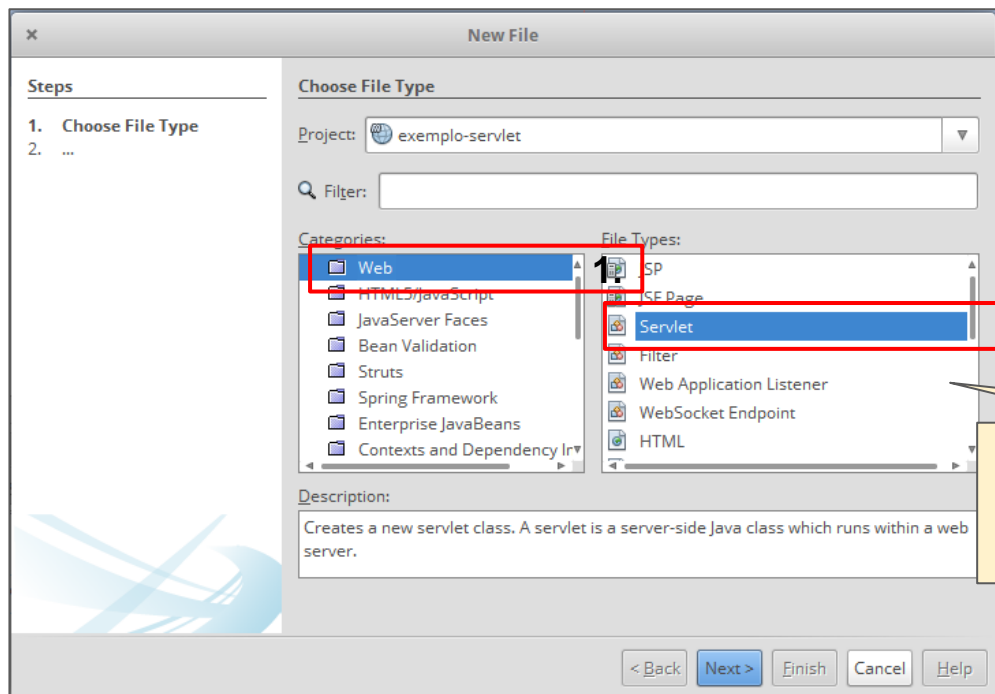 New File
Steps
1. Choose File Type
2. ...
Choose File Type
Project: exemplo-servlet
Filter:
Categories:
Web
HTML5/JavaScript
JavaServer Faces
Bean Validation
Struts
Spring Framework
Enterprise JavaBeans
Contexts and Dependency In
1.
File Types:
JSP
JSF Page
Servlet
Filter
Web Application Listener
WebSocket Endpoint
HTML
Description:
Creates a new servlet class. A servlet is a server-side Java class which runs within a web
server.
< Back
Next >
Finish
Cancel
Help